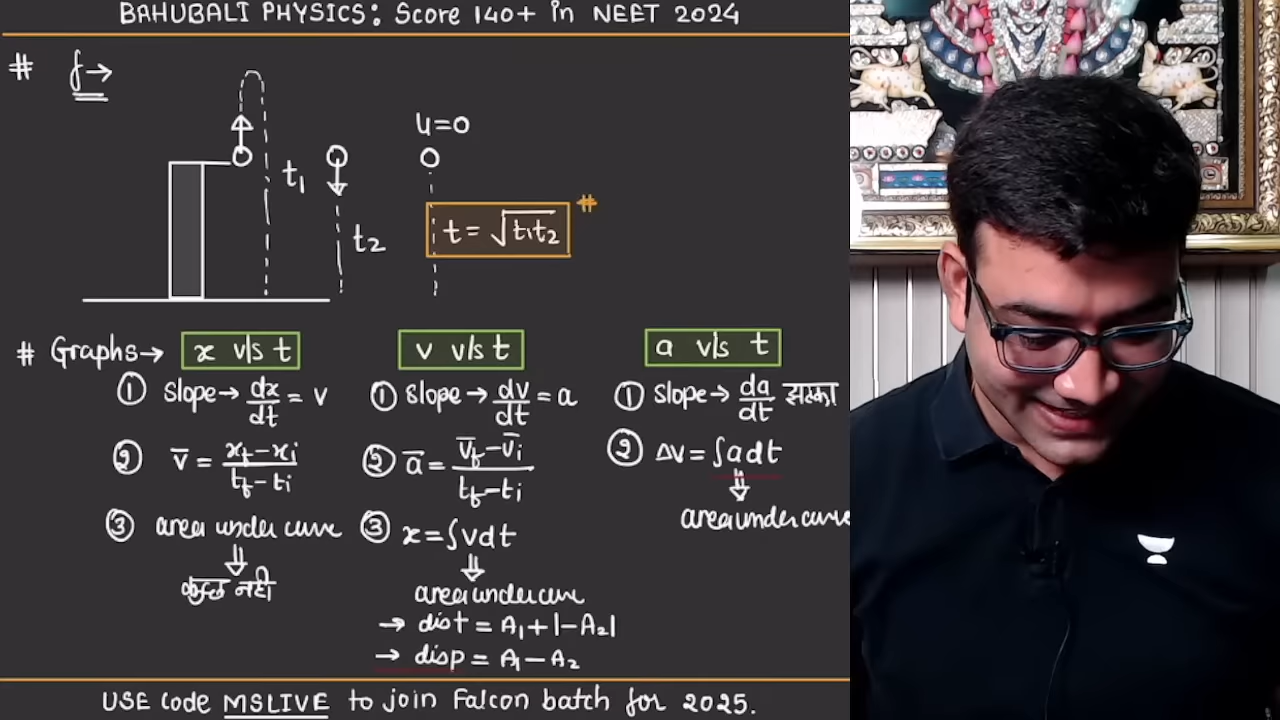 BAHUBALI PHYSICS: Score 140+ in NEET 2024
# f→
u=0
t₁
t₂
t = √t₁t₂ #
# Graphs→ x v/s t
① Slope→ dx/dt = v
② v̅ = xf−xi / tf−ti
③ area under curve
⇓
कुछ नहीं
v v/s t
① Slope→ dv/dt = a
② a̅ = v̅f−v̅i / tf−ti
③ x=∫vdt
⇓
area under curve
→ dist = A₁+|−A₂|
→ disp = A₁−A₂
a v/s t
① Slope→ da/dt झटका
② Δv=∫adt
⇓
area under curve
USE Code MSLIVE to join Falcon batch for 2025.